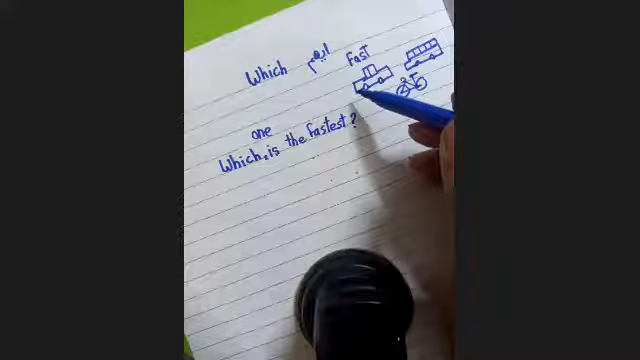 Which ايهم Fast
one
Which is the fastest?